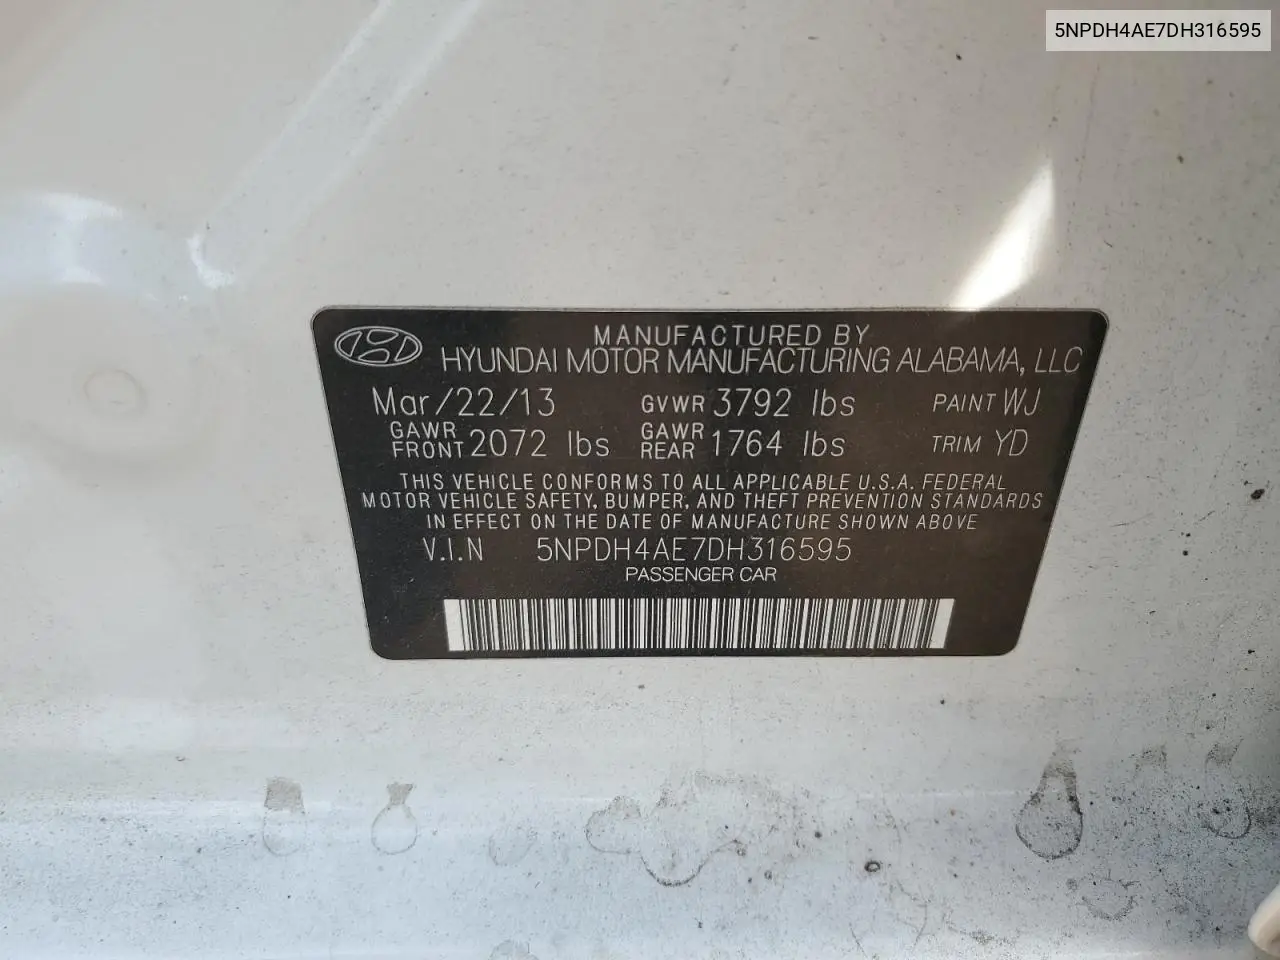 5NPDH4AE7DH316595
MANUFACTURED BY
HYUNDAI MOTOR MANUFACTURING ALABAMA, LLC
Mar/22/13 GVWR 3792 lbs PAINT WJ
GAWR FRONT 2072 lbs GAWR REAR 1764 lbs TRIM YD
THIS VEHICLE CONFORMS TO ALL APPLICABLE U.S.A. FEDERAL
MOTOR VEHICLE SAFETY, BUMPER, AND THEFT PREVENTION STANDARDS
IN EFFECT ON THE DATE OF MANUFACTURE SHOWN ABOVE
V.I.N 5NPDH4AE7DH316595
PASSENGER CAR